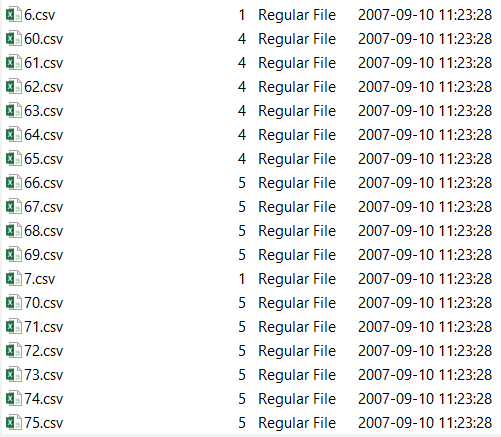 6.csv 1 Regular File 2007-09-10 11:23:28
60.csv 4 Regular File 2007-09-10 11:23:28
61.csv 4 Regular File 2007-09-10 11:23:28
62.csv 4 Regular File 2007-09-10 11:23:28
63.csv 4 Regular File 2007-09-10 11:23:28
64.csv 4 Regular File 2007-09-10 11:23:28
65.csv 4 Regular File 2007-09-10 11:23:28
66.csv 5 Regular File 2007-09-10 11:23:28
67.csv 5 Regular File 2007-09-10 11:23:28
68.csv 5 Regular File 2007-09-10 11:23:28
69.csv 5 Regular File 2007-09-10 11:23:28
7.csv 1 Regular File 2007-09-10 11:23:28
70.csv 5 Regular File 2007-09-10 11:23:28
71.csv 5 Regular File 2007-09-10 11:23:28
72.csv 5 Regular File 2007-09-10 11:23:28
73.csv 5 Regular File 2007-09-10 11:23:28
74.csv 5 Regular File 2007-09-10 11:23:28
75.csv 5 Regular File 2007-09-10 11:23:28